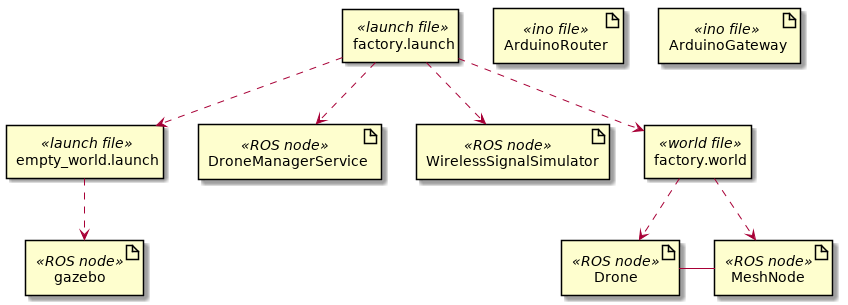 «launch file»
factory.launch
«ino file»
ArduinoRouter
«ino file»
ArduinoGateway
«launch file»
empty_world.launch
«ROS node»
DroneManagerService
«ROS node»
WirelessSignalSimulator
«world file»
factory.world
«ROS node»
gazebo
«ROS node»
Drone
«ROS node»
MeshNode